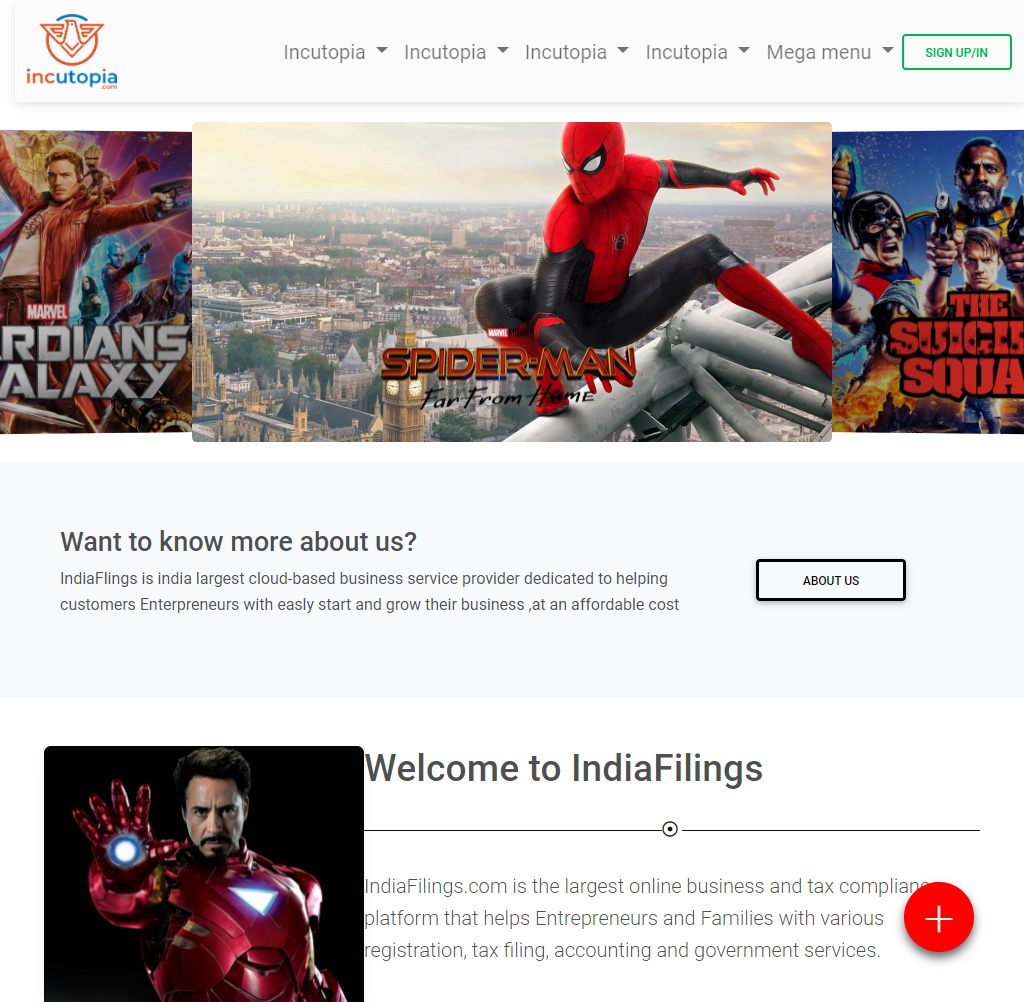 incutopia
.com
Incutopia Incutopia Incutopia Incutopia Mega menu SIGN UP/IN
MARVEL
RDIANS
ALAXY
MARVEL
SPIDER-MAN
Far From Home
THE
SUICI
SQUA
Want to know more about us?
IndiaFlings is india largest cloud-based business service provider dedicated to helping
customers Enterpreneurs with easly start and grow their business ,at an affordable cost
ABOUT US
Welcome to IndiaFilings
IndiaFilings.com is the largest online business and tax complianc
platform that helps Entrepreneurs and Families with various
registration, tax filing, accounting and government services.